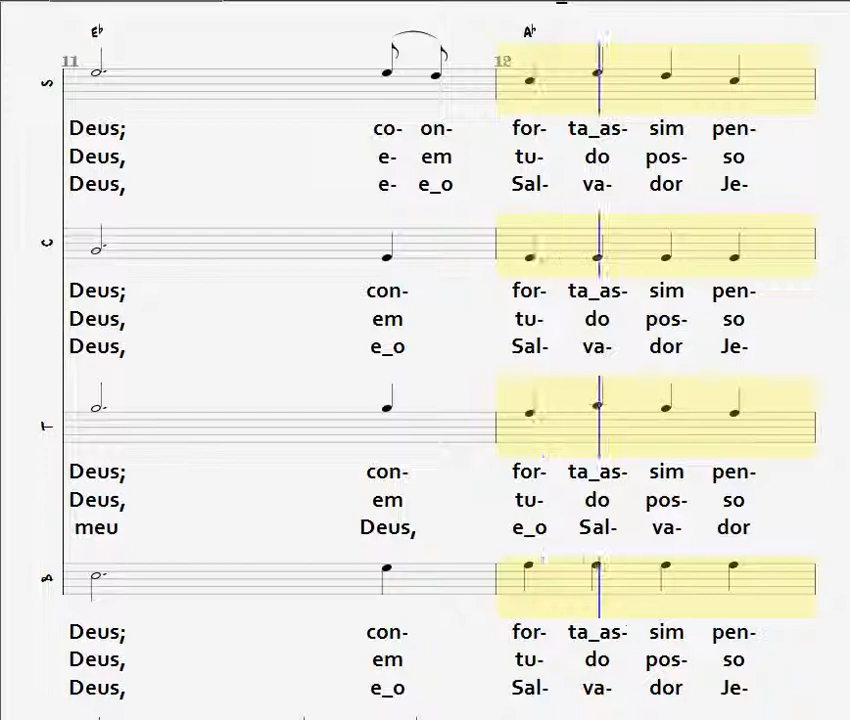 E♭ A♭
11 12
S
Deus; co- on- for- ta_as- sim pen-
Deus, e- em tu- do pos- so
Deus, e- e_o Sal- va- dor Je-
C
Deus; con- for- ta_as- sim pen-
Deus, em tu- do pos- so
Deus, e_o Sal- va- dor Je-
T
Deus; con- for- ta_as- sim pen-
Deus, em tu- do pos- so
meu Deus, e_o Sal- va- dor
A
Deus; con- for- ta_as- sim pen-
Deus, em tu- do pos- so
Deus, e_o Sal- va- dor Je-